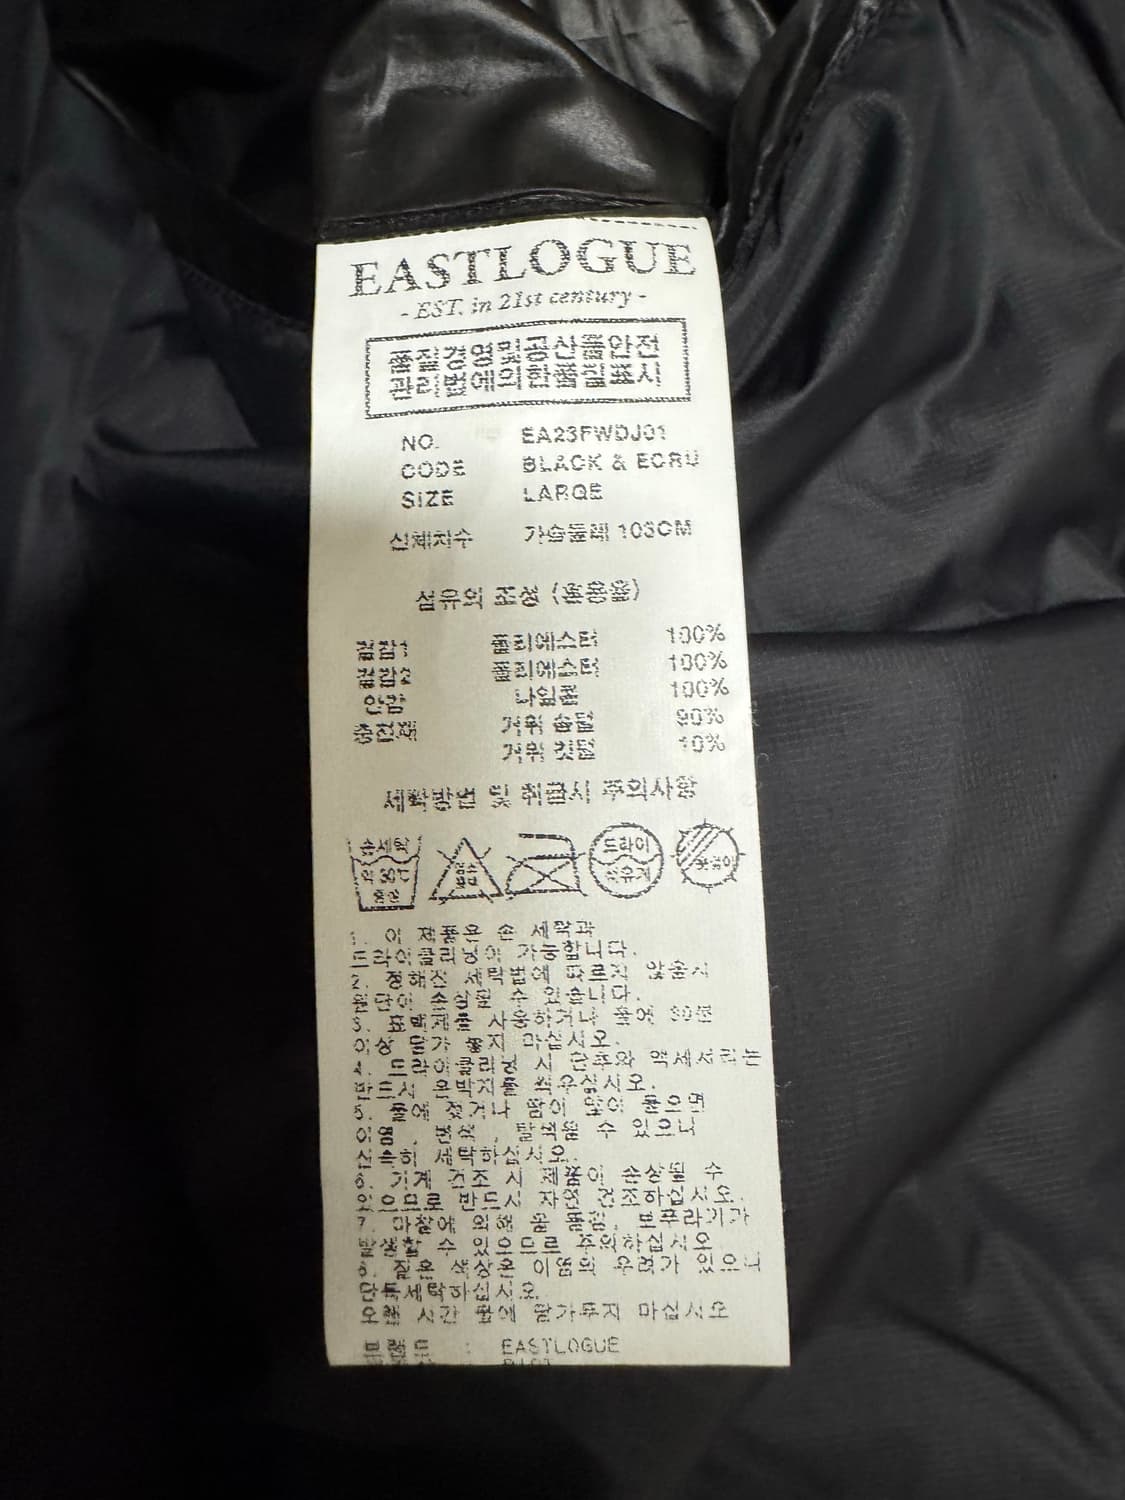 EASTLOGUE
- EST. in 21st century -
품질경영 및 공산품안전
관리법에의한품질표시
NO. EA23FWDJ01
CODE BLACK & ECRU
SIZE LARGE
신체치수 가슴둘레 103CM
섬유의 조성 (혼용율)
겉감1 폴리에스터 100%
겉감2 폴리에스터 100%
안감 나일론 100%
충전재 거위 솜털 90%
거위 깃털 10%
세탁방법 및 취급시 주의사항
손세탁
약 30℃
중성
염소
표백
드라이
석유계
옷걸이
1. 이 제품은 손 세탁과
드라이클리닝이 가능합니다.
2. 정해진 세탁법에 따르지 않을시
원단이 손상될 수 있습니다.
3. 표백제를 사용하거나 물에 30분
이상 담가 놓지 마십시오.
4. 드라이클리닝 시 단추와 액세서리는
반드시 은박지를 씌우십시오.
5. 물에 젖거나 땀이 많이 묻으면
이염, 변색, 탈색될 수 있으니
신속히 세탁하십시오.
6. 기계 건조시 제품이 손상될 수
있으므로 반드시 자연 건조하십시오.
7. 마찰에 의해 올 뜯김, 보푸라기가
발생할 수 있으므로 주의하십시오.
8. 짙은 색상은 이염의 우려가 있으니
단독세탁하십시오.
오랜 시간 물에 담가두지 마십시오
브랜드 : EASTLOGUE